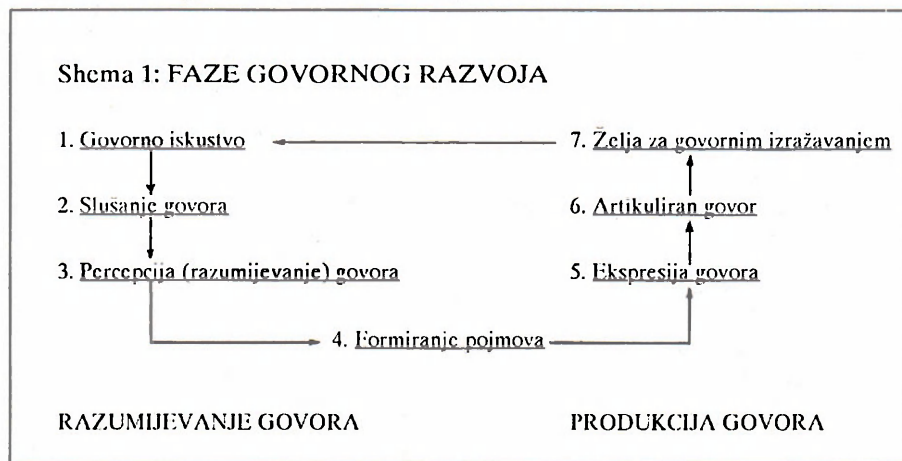 Shema 1: FAZE GOVORNOG RAZVOJA
1. Govorno iskustvo
7. Želja za govornim izražavanjem
2. Slušanje govora
6. Artikuliran govor
3. Percepcija (razumijevanje) govora
5. Ekspresija govora
4. Formiranje pojmova
RAZUMIJEVANJE GOVORA
PRODUKCIJA GOVORA